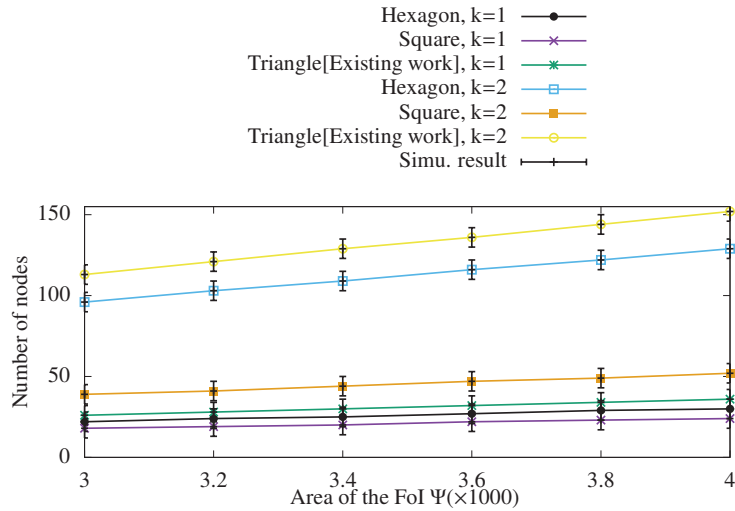 Hexagon, k=1
Square, k=1
Triangle[Existing work], k=1
Hexagon, k=2
Square, k=2
Triangle[Existing work], k=2
Simu. result
150
100
50
0
Number of nodes
3 3.2 3.4 3.6 3.8 4
Area of the FoI Ψ(×1000)